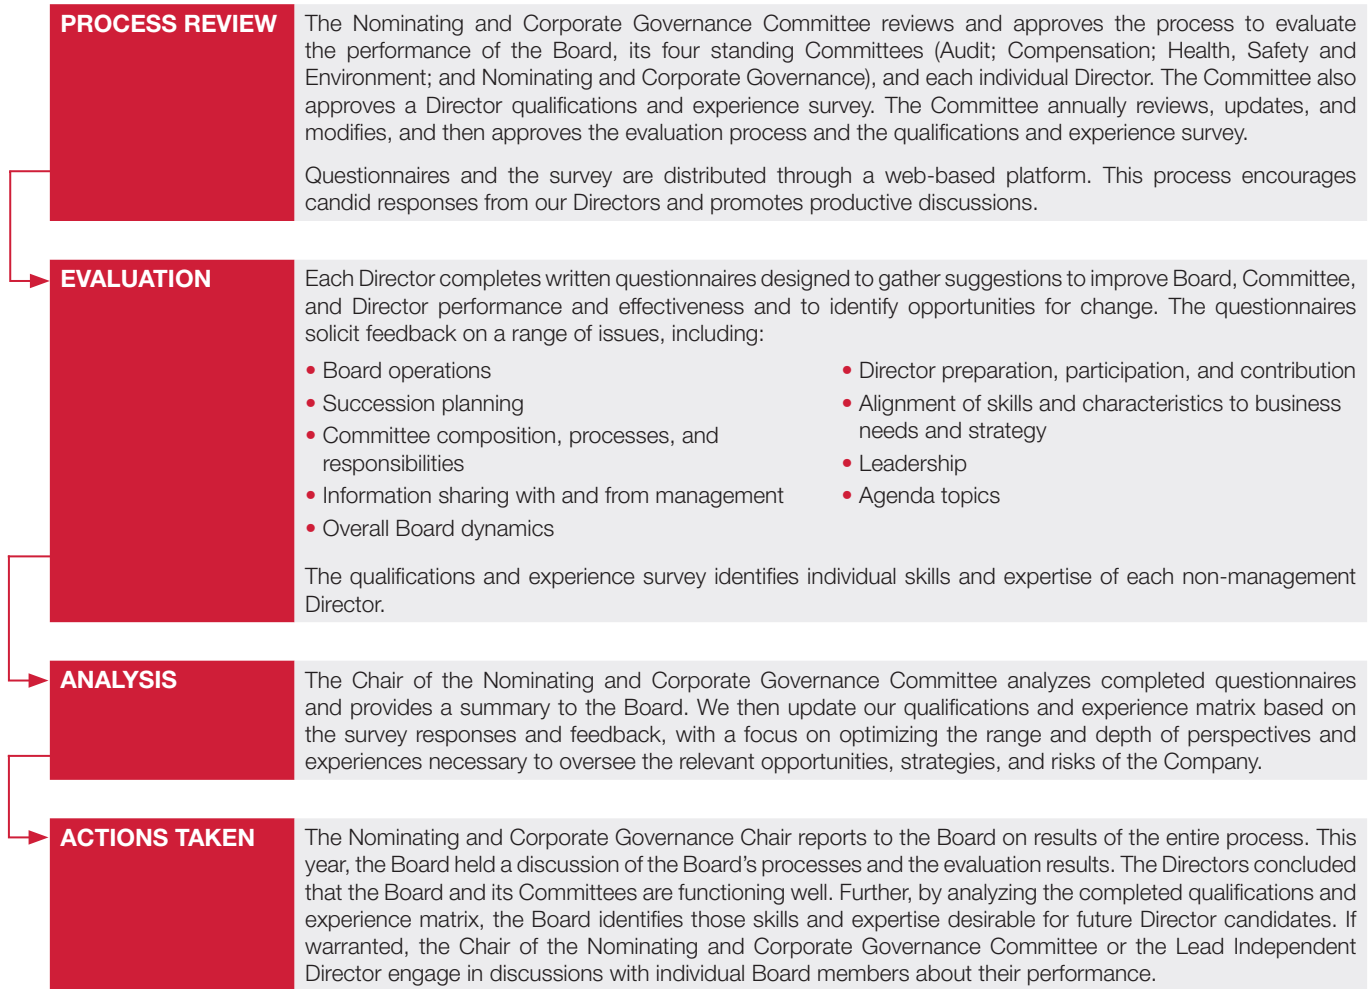 PROCESS REVIEW
The Nominating and Corporate Governance Committee reviews and approves the process to evaluate
the performance of the Board, its four standing Committees (Audit; Compensation; Health, Safety and
Environment; and Nominating and Corporate Governance), and each individual Director. The Committee also
approves a Director qualifications and experience survey. The Committee annually reviews, updates, and
modifies, and then approves the evaluation process and the qualifications and experience survey.
Questionnaires and the survey are distributed through a web-based platform. This process encourages
candid responses from our Directors and promotes productive discussions.
EVALUATION
Each Director completes written questionnaires designed to gather suggestions to improve Board, Committee,
and Director performance and effectiveness and to identify opportunities for change. The questionnaires
solicit feedback on a range of issues, including:
• Board operations
• Succession planning
• Committee composition, processes, and
responsibilities
• Information sharing with and from management
• Overall Board dynamics
• Director preparation, participation, and contribution
• Alignment of skills and characteristics to business
needs and strategy
• Leadership
• Agenda topics
The qualifications and experience survey identifies individual skills and expertise of each non-management
Director.
ANALYSIS
The Chair of the Nominating and Corporate Governance Committee analyzes completed questionnaires
and provides a summary to the Board. We then update our qualifications and experience matrix based on
the survey responses and feedback, with a focus on optimizing the range and depth of perspectives and
experiences necessary to oversee the relevant opportunities, strategies, and risks of the Company.
ACTIONS TAKEN
The Nominating and Corporate Governance Chair reports to the Board on results of the entire process. This
year, the Board held a discussion of the Board's processes and the evaluation results. The Directors concluded
that the Board and its Committees are functioning well. Further, by analyzing the completed qualifications and
experience matrix, the Board identifies those skills and expertise desirable for future Director candidates. If
warranted, the Chair of the Nominating and Corporate Governance Committee or the Lead Independent
Director engage in discussions with individual Board members about their performance.